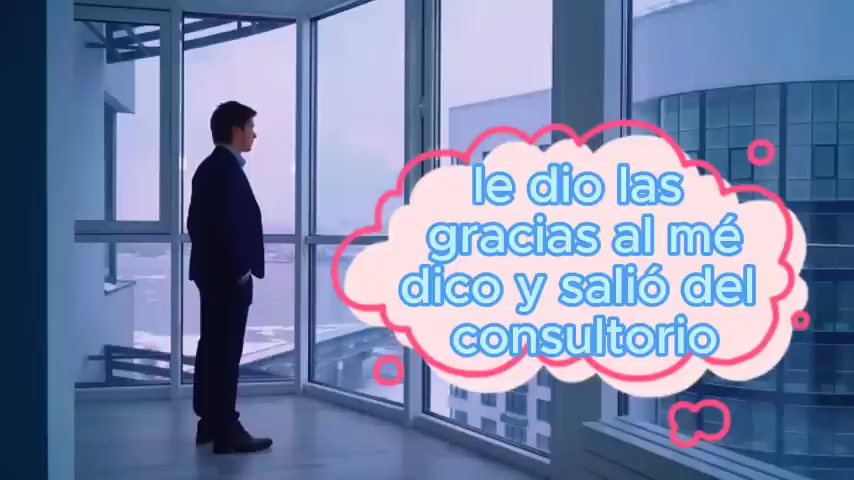 le dio las
gracias al mé
dico y salió del
consultorio